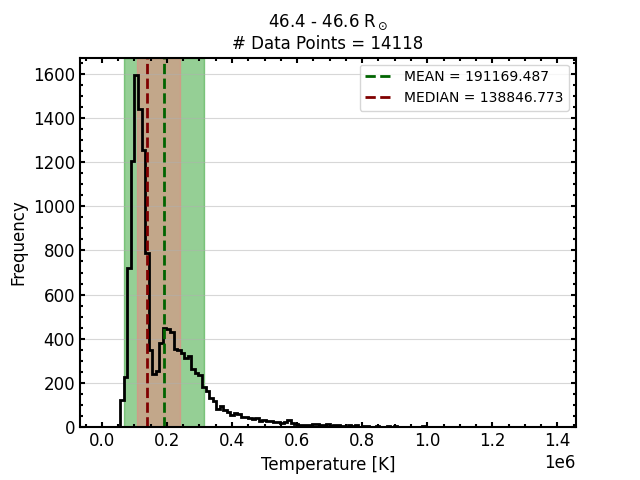 46.4 - 46.6 R⊙
# Data Points = 14118
MEAN = 191169.487
MEDIAN = 138846.773
1600
1400
1200
1000
800
600
400
200
0
Frequency
0.0 0.2 0.4 0.6 0.8 1.0 1.2 1.4
1e6
Temperature [K]